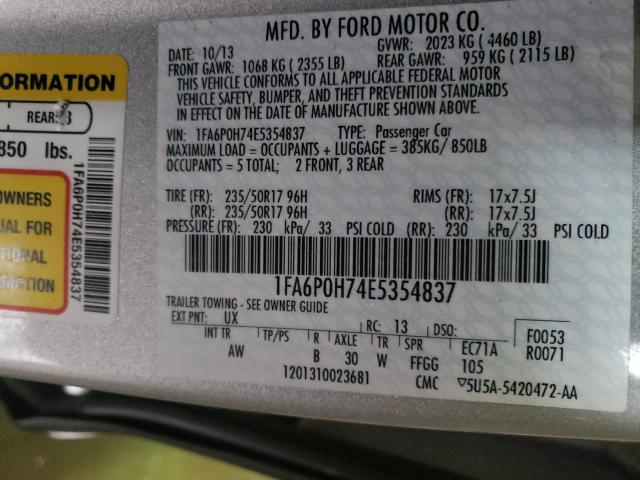 ORMATION
REAR: 3
850 lbs.
OWNERS
UAL FOR
TIONAL
RMATION
1FA6P0H74E5354837
MFD. BY FORD MOTOR CO.
DATE: 10/13 GVWR: 2023 KG ( 4460 LB)
FRONT GAWR: 1068 KG ( 2355 LB) REAR GAWR: 959 KG ( 2115 LB)
THIS VEHICLE CONFORMS TO ALL APPLICABLE FEDERAL MOTOR
VEHICLE SAFETY, BUMPER, AND THEFT PREVENTION STANDARDS
IN EFFECT ON THE DATE OF MANUFACTURE SHOWN ABOVE.
VIN: 1FA6P0H74E5354837 TYPE: Passenger Car
MAXIMUM LOAD = OCCUPANTS + LUGGAGE = 385KG/ 850LB
OCCUPANTS = 5 TOTAL; 2 FRONT, 3 REAR
TIRE (FR): 235/50R17 96H RIMS (FR): 17x7.5J
(RR): 235/50R17 96H (RR): 17x7.5J
PRESSURE (FR): 230 kPa/ 33 PSI COLD (RR): 230 kPa/ 33 PSI COLD
1FA6P0H74E5354837
TRAILER TOWING - SEE OWNER GUIDE
EXT PNT: UX RC: 13 DSO: F0053
INT TR TP/PS R AXLE TR SPR EC71A R0071
AW B 30 W FFGG 105
1201310023681 CMC ▽5U5A-5420472-AA